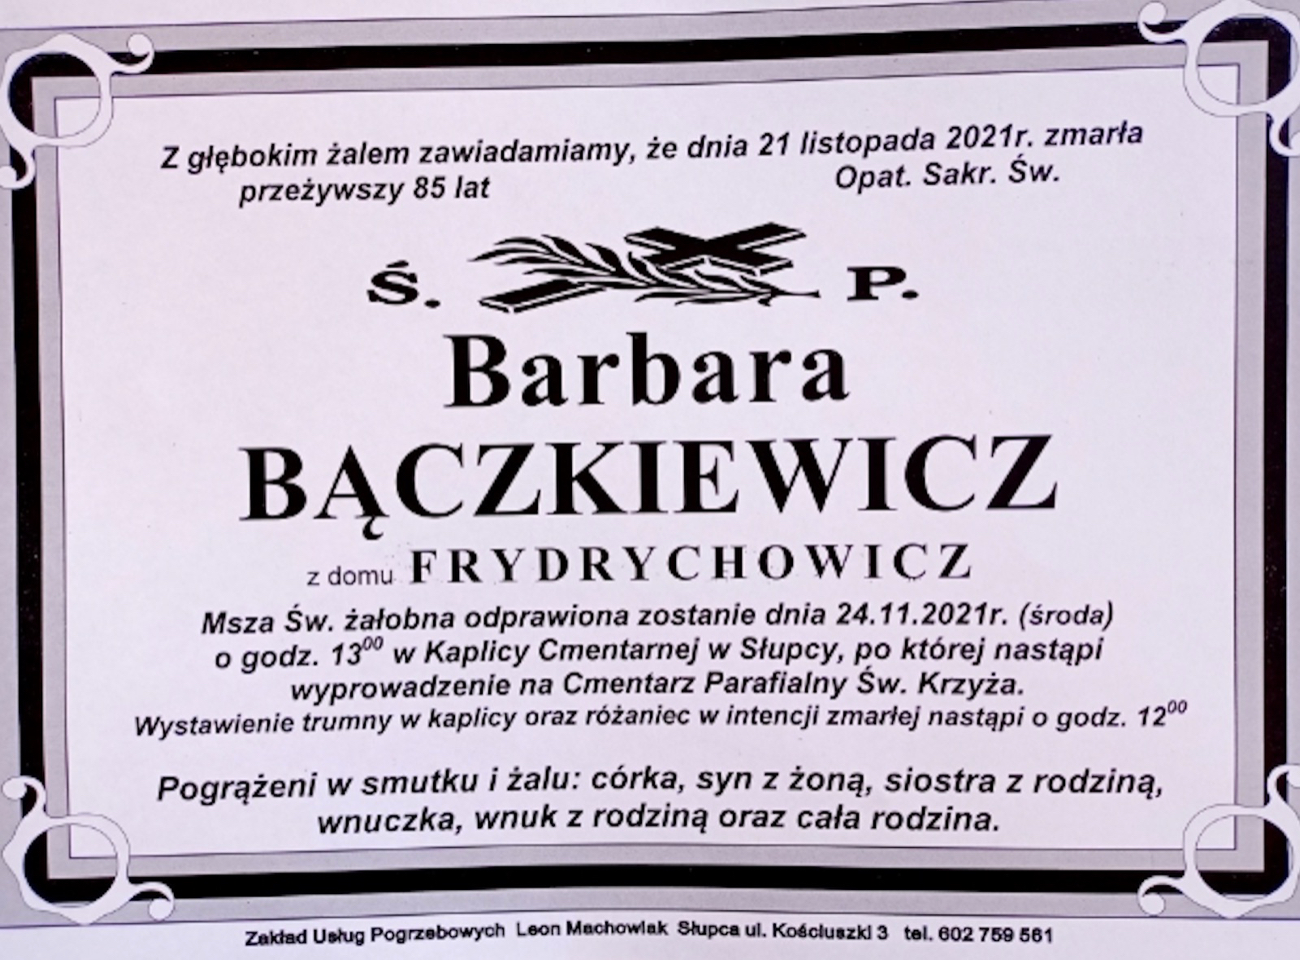 Z głębokim żalem zawiadamiamy, że dnia 21 listopada 2021r. zmarła
przeżywszy 85 lat Opat. Sakr. Św.
Ś. P.
Barbara
BĄCZKIEWICZ
z domu FRYDRYCHOWICZ
Msza Św. żałobna odprawiona zostanie dnia 24.11.2021r. (środa)
o godz. 13⁰⁰ w Kaplicy Cmentarnej w Słupcy, po której nastąpi
wyprowadzenie na Cmentarz Parafialny Św. Krzyża.
Wystawienie trumny w kaplicy oraz różaniec w intencji zmarłej nastąpi o godz. 12⁰⁰
Pogrążeni w smutku i żalu: córka, syn z żoną, siostra z rodziną,
wnuczka, wnuk z rodziną oraz cała rodzina.
Zakład Usług Pogrzebowych Leon Machowiak Słupca ul. Kościuszki 3 tel. 602 759 561